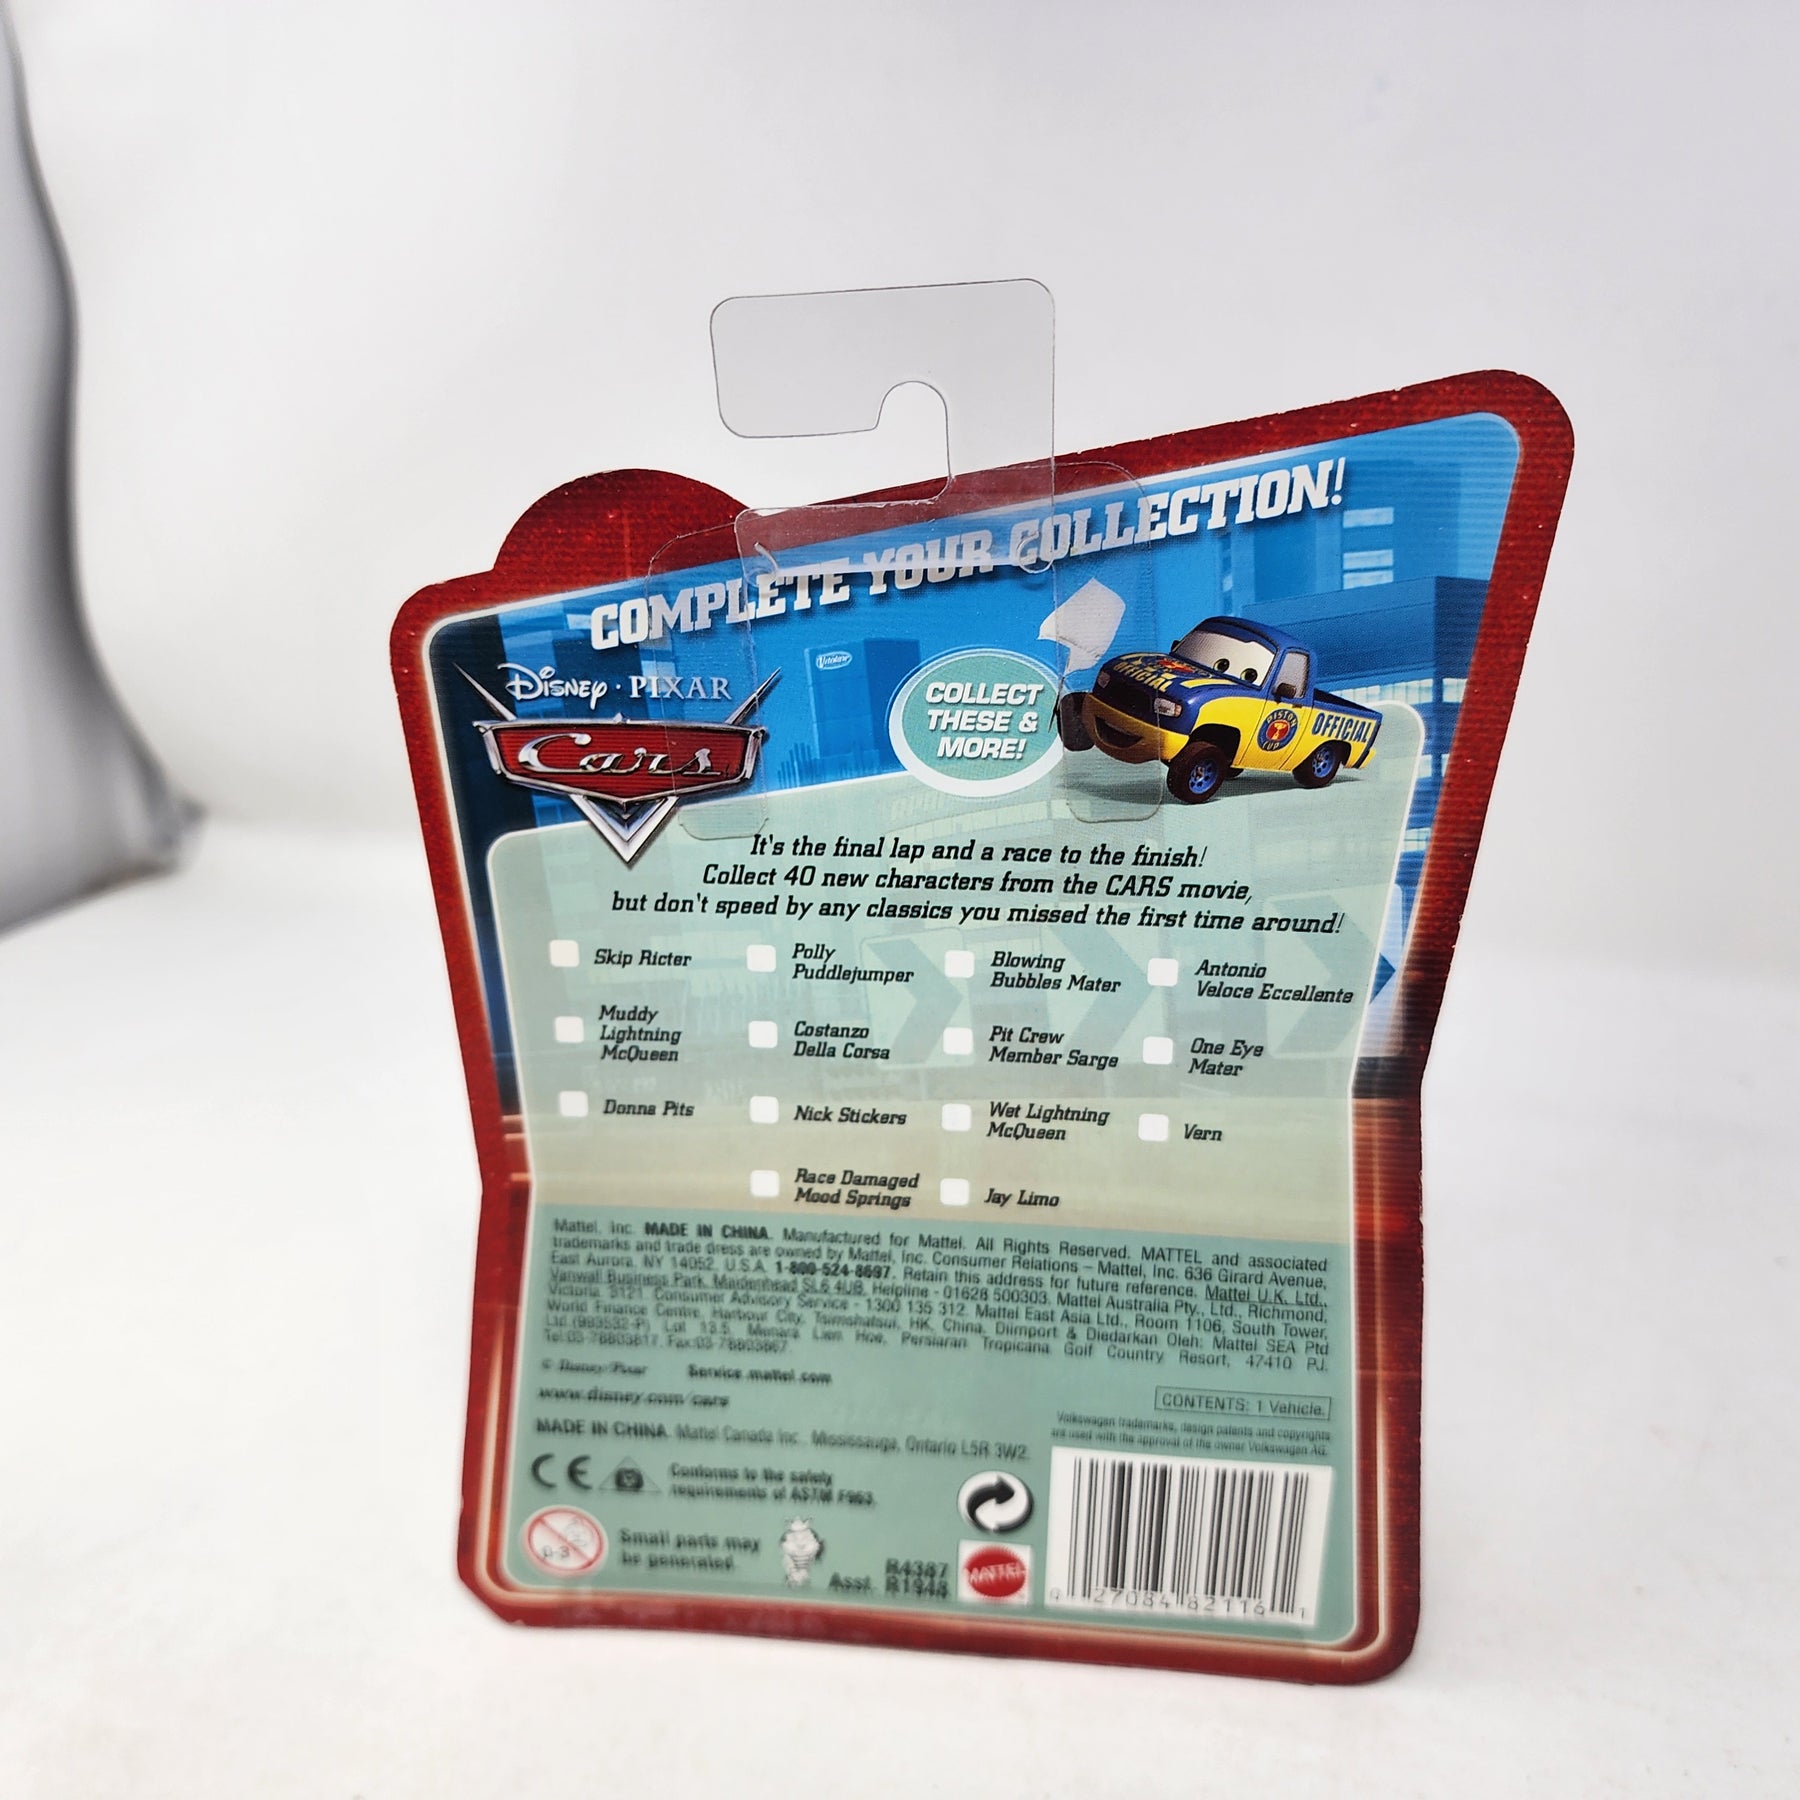 COMPLETE YOUR COLLECTION!
Disney · PIXAR
Cars
Vitoline
COLLECT
THESE &
MORE!
OFFICIAL
PISTON
CUP
OFFICIAL
It's the final lap and a race to the finish!
Collect 40 new characters from the CARS movie,
but don't speed by any classics you missed the first time around!
Skip Ricter
Polly
Puddlejumper
Blowing
Bubbles Mater
Antonio
Veloce Eccellente
Muddy
Lightning
McQueen
Costanzo
Della Corsa
Pit Crew
Member Sarge
One Eye
Mater
Donna Pits
Nick Stickers
Wet Lightning
McQueen
Vern
Race Damaged
Mood Springs
Jay Limo
Mattel, Inc. MADE IN CHINA. Manufactured for Mattel. All Rights Reserved. MATTEL and associated
trademarks and trade dress are owned by Mattel, Inc. Consumer Relations – Mattel, Inc. 636 Girard Avenue,
East Aurora, NY 14052, U.S.A. 1-800-524-8697. Retain this address for future reference. Mattel U.K. Ltd.,
Vanwall Business Park, Maidenhead SL6 4UB. Helpline - 01628 500303. Mattel Australia Pty., Ltd., Richmond,
Victoria. 3121. Consumer Advisory Service - 1300 135 312. Mattel East Asia Ltd., Room 1106, South Tower,
World Finance Centre, Harbour City, Tsimshatsui, HK, China. Diimport & Diedarkan Oleh: Mattel SEA Ptd
Ltd.(993532-P) Lot 13.5, Menara Lien Hoe, Persiaran Tropicana Golf Country Resort, 47410 PJ.
Tel:03-78803817. Fax:03-78803867.
© Disney/Pixar
Service.mattel.com
www.disney.com/cars
CONTENTS: 1 Vehicle.
MADE IN CHINA. Mattel Canada Inc., Mississauga, Ontario L5R 3W2.
Volkswagen trademarks, design patents and copyrights
are used with the approval of the owner Volkswagen AG.
CE
Conforms to the safety
requirements of ASTM F963.
0-3
Small parts may
be generated.
R4387
Asst. R1948
MATTEL
0 27084 82116 1